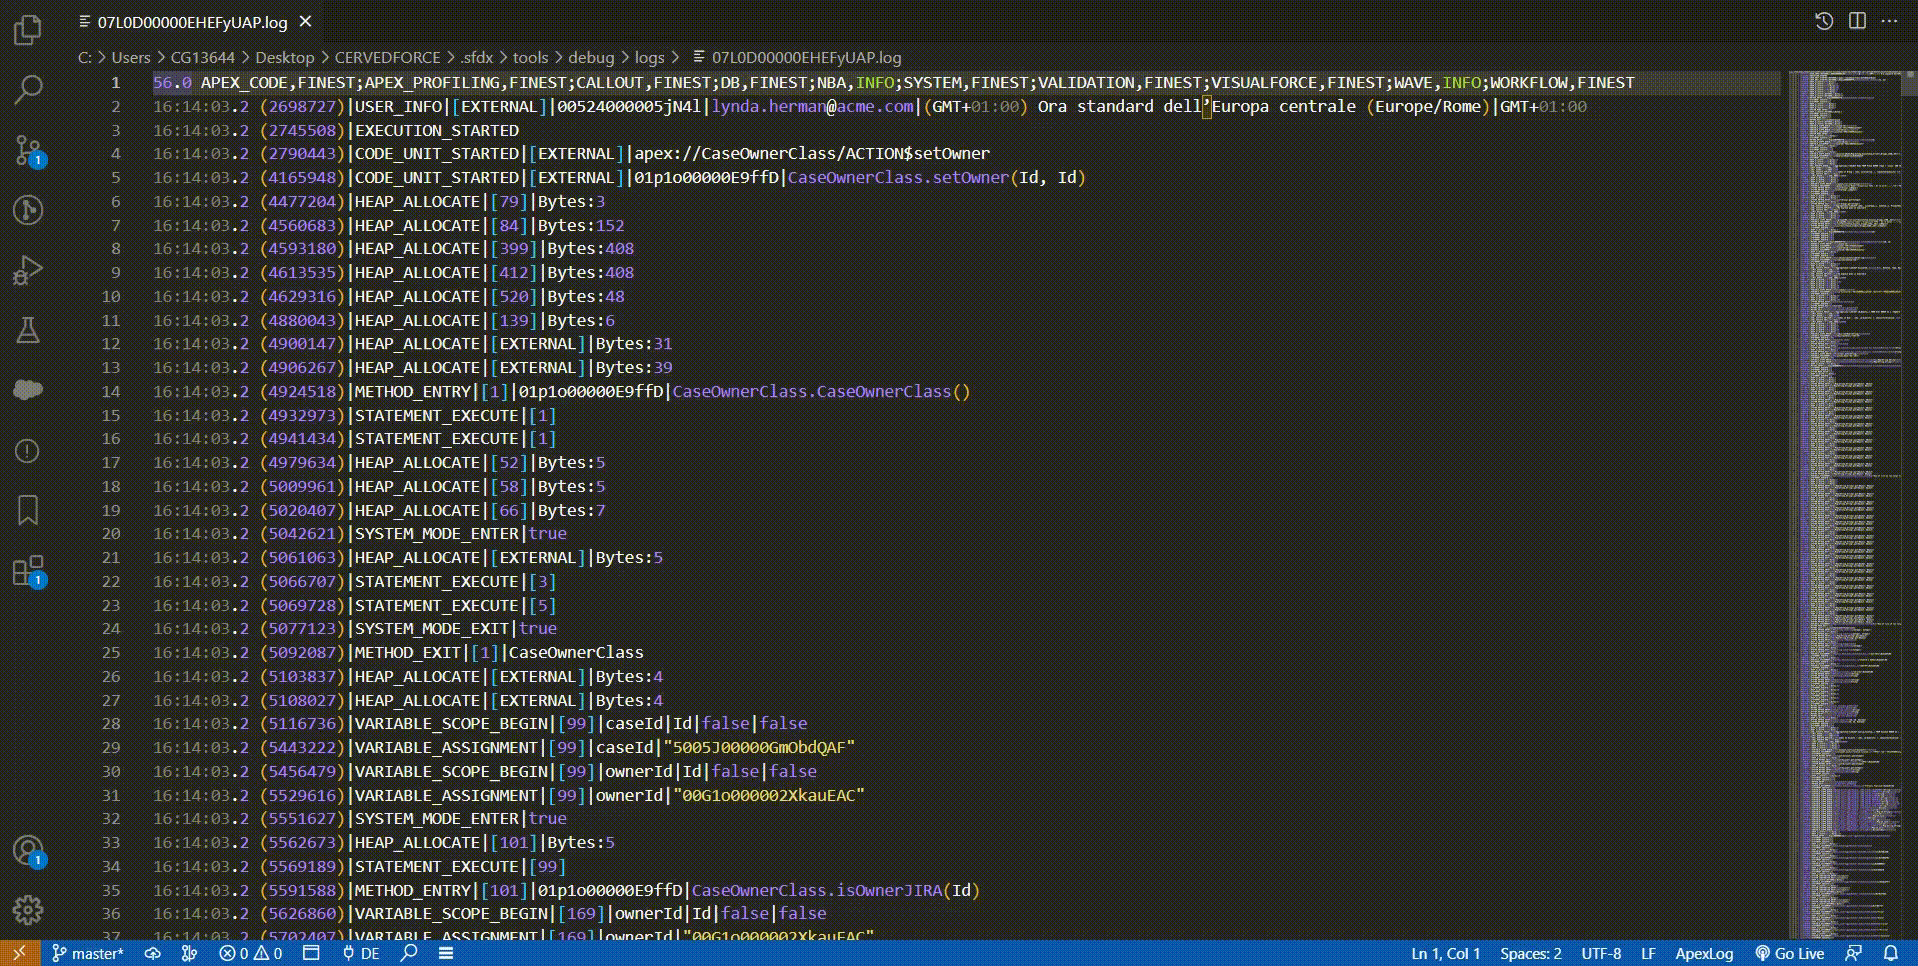 07L0D00000EHEFyUAP.log
C: > Users > CG13644 > Desktop > CERVEDFORCE > .sfdx > tools > debug > logs > 07L0D00000EHEFyUAP.log
1 56.0 APEX_CODE,FINEST;APEX_PROFILING,FINEST;CALLOUT,FINEST;DB,FINEST;NBA,INFO;SYSTEM,FINEST;VALIDATION,FINEST;VISUALFORCE,FINEST;WAVE,INFO;WORKFLOW,FINEST
2 16:14:03.2 (2698727)|USER_INFO|[EXTERNAL]|00524000005jN4l|lynda.herman@acme.com|(GMT+01:00) Ora standard dell’Europa centrale (Europe/Rome)|GMT+01:00
3 16:14:03.2 (2745508)|EXECUTION_STARTED
4 16:14:03.2 (2790443)|CODE_UNIT_STARTED|[EXTERNAL]|apex://CaseOwnerClass/ACTION$setOwner
5 16:14:03.2 (4165948)|CODE_UNIT_STARTED|[EXTERNAL]|01p1o00000E9ffD|CaseOwnerClass.setOwner(Id, Id)
6 16:14:03.2 (4477204)|HEAP_ALLOCATE|[79]|Bytes:3
7 16:14:03.2 (4560683)|HEAP_ALLOCATE|[84]|Bytes:152
8 16:14:03.2 (4593180)|HEAP_ALLOCATE|[399]|Bytes:408
9 16:14:03.2 (4613535)|HEAP_ALLOCATE|[412]|Bytes:408
10 16:14:03.2 (4629316)|HEAP_ALLOCATE|[520]|Bytes:48
11 16:14:03.2 (4880043)|HEAP_ALLOCATE|[139]|Bytes:6
12 16:14:03.2 (4900147)|HEAP_ALLOCATE|[EXTERNAL]|Bytes:31
13 16:14:03.2 (4906267)|HEAP_ALLOCATE|[EXTERNAL]|Bytes:39
14 16:14:03.2 (4924518)|METHOD_ENTRY|[1]|01p1o00000E9ffD|CaseOwnerClass.CaseOwnerClass()
15 16:14:03.2 (4932973)|STATEMENT_EXECUTE|[1]
16 16:14:03.2 (4941434)|STATEMENT_EXECUTE|[1]
17 16:14:03.2 (4979634)|HEAP_ALLOCATE|[52]|Bytes:5
18 16:14:03.2 (5009961)|HEAP_ALLOCATE|[58]|Bytes:5
19 16:14:03.2 (5020407)|HEAP_ALLOCATE|[66]|Bytes:7
20 16:14:03.2 (5042621)|SYSTEM_MODE_ENTER|true
21 16:14:03.2 (5061063)|HEAP_ALLOCATE|[EXTERNAL]|Bytes:5
22 16:14:03.2 (5066707)|STATEMENT_EXECUTE|[3]
23 16:14:03.2 (5069728)|STATEMENT_EXECUTE|[5]
24 16:14:03.2 (5077123)|SYSTEM_MODE_EXIT|true
25 16:14:03.2 (5092087)|METHOD_EXIT|[1]|CaseOwnerClass
26 16:14:03.2 (5103837)|HEAP_ALLOCATE|[EXTERNAL]|Bytes:4
27 16:14:03.2 (5108027)|HEAP_ALLOCATE|[EXTERNAL]|Bytes:4
28 16:14:03.2 (5116736)|VARIABLE_SCOPE_BEGIN|[99]|caseId|Id|false|false
29 16:14:03.2 (5443222)|VARIABLE_ASSIGNMENT|[99]|caseId|"5005J00000GmObdQAF"
30 16:14:03.2 (5456479)|VARIABLE_SCOPE_BEGIN|[99]|ownerId|Id|false|false
31 16:14:03.2 (5529616)|VARIABLE_ASSIGNMENT|[99]|ownerId|"00G1o000002XkauEAC"
32 16:14:03.2 (5551627)|SYSTEM_MODE_ENTER|true
33 16:14:03.2 (5562673)|HEAP_ALLOCATE|[101]|Bytes:5
34 16:14:03.2 (5569189)|STATEMENT_EXECUTE|[99]
35 16:14:03.2 (5591588)|METHOD_ENTRY|[101]|01p1o00000E9ffD|CaseOwnerClass.isOwnerJIRA(Id)
36 16:14:03.2 (5626860)|VARIABLE_SCOPE_BEGIN|[169]|ownerId|Id|false|false
37 16:14:03.2 (5702407)|VARIABLE_ASSIGNMENT|[169]|ownerId|"00G1o000002XkauEAC"
master* 0 0 DE Ln 1, Col 1 Spaces: 2 UTF-8 LF ApexLog Go Live